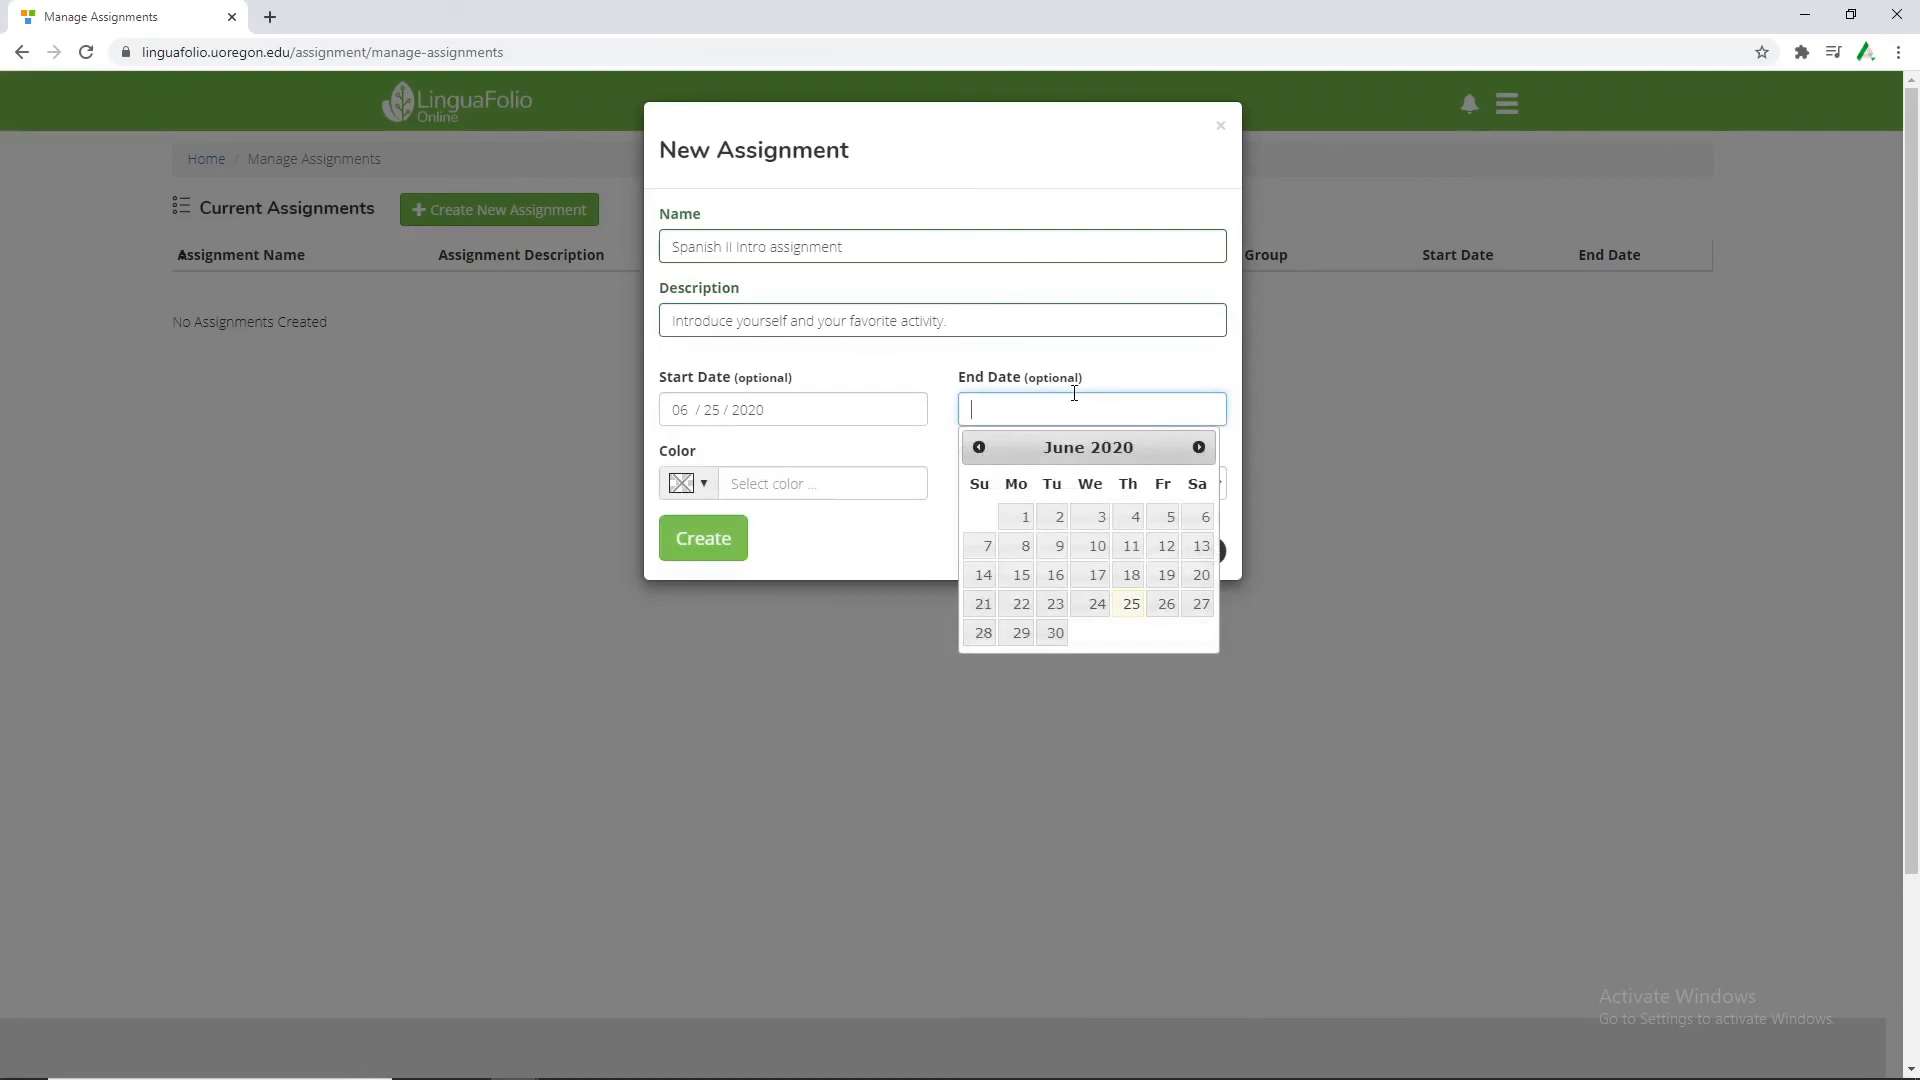 Manage Assignments
linguafolio.uoregon.edu/assignment/manage-assignments
LinguaFolio
Online
Home / Manage Assignments
Current Assignments
Create New Assignment
Assignment Name
Assignment Description
Group
Start Date
End Date
No Assignments Created
×
New Assignment
Name
Spanish II Intro assignment
Description
Introduce yourself and your favorite activity.
Start Date (optional)
06 / 25 / 2020
End Date (optional)
Color
Select color ...
Create
June 2020
Su Mo Tu We Th Fr Sa
1 2 3 4 5 6
7 8 9 10 11 12 13
14 15 16 17 18 19 20
21 22 23 24 25 26 27
28 29 30
Activate Windows
Go to Settings to activate Windows.